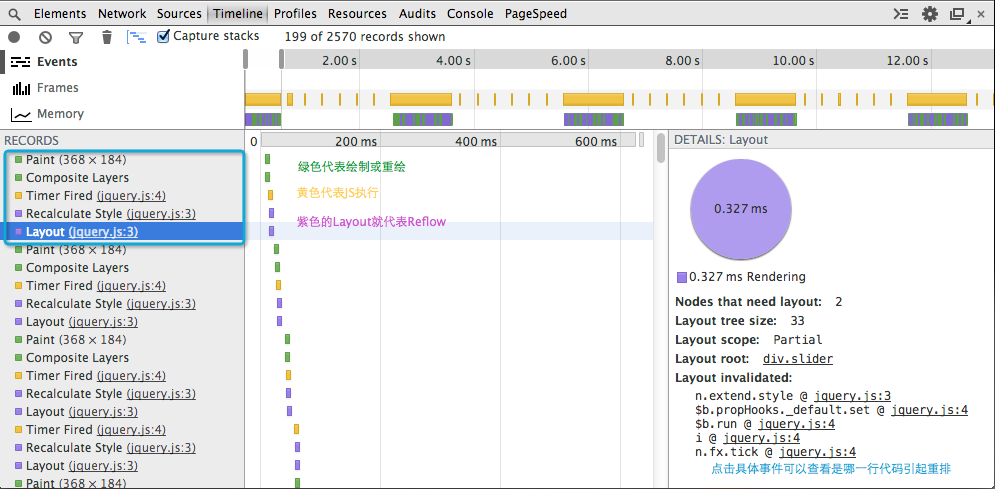 Elements Network Sources Timeline Profiles Resources Audits Console PageSpeed
Capture stacks 199 of 2570 records shown
Events
Frames
Memory
2.00 s 4.00 s 6.00 s 8.00 s 10.00 s 12.00 s
RECORDS
Paint (368 × 184)
Composite Layers
Timer Fired (jquery.js:4)
Recalculate Style (jquery.js:3)
Layout (jquery.js:3)
Paint (368 × 184)
Composite Layers
Timer Fired (jquery.js:4)
Recalculate Style (jquery.js:3)
Layout (jquery.js:3)
Paint (368 × 184)
Composite Layers
Timer Fired (jquery.js:4)
Recalculate Style (jquery.js:3)
Layout (jquery.js:3)
Timer Fired (jquery.js:4)
Recalculate Style (jquery.js:3)
Layout (jquery.js:3)
Paint (368 × 184)
0 200 ms 400 ms 600 ms
绿色代表绘制或重绘
黄色代表JS执行
紫色的Layout就代表Reflow
DETAILS: Layout
0.327 ms
0.327 ms Rendering
Nodes that need layout: 2
Layout tree size: 33
Layout scope: Partial
Layout root: div.slider
Layout invalidated:
n.extend.style @ jquery.js:3
$b.propHooks._default.set @ jquery.js:4
$b.run @ jquery.js:4
i @ jquery.js:4
n.fx.tick @ jquery.js:4
点击具体事件可以查看是哪一行代码引起重排